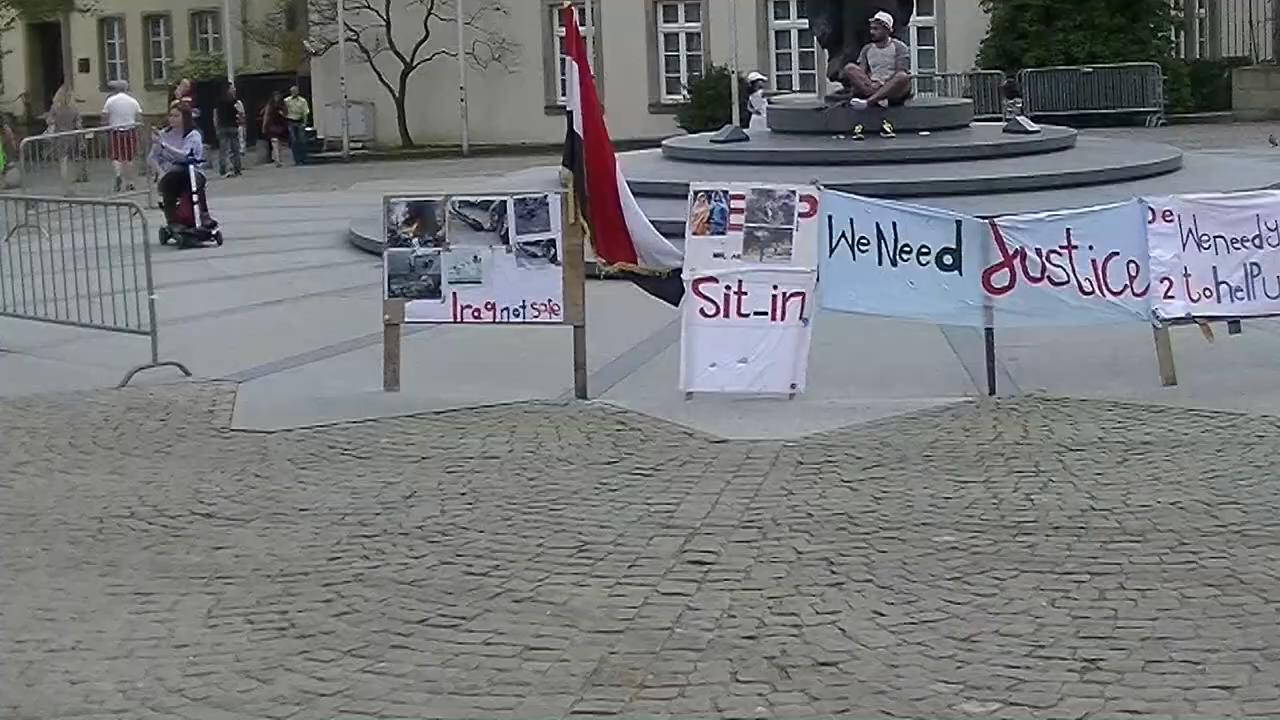 Iraq not safe
Sit-in
We Need Justice
We need y
2 to help u